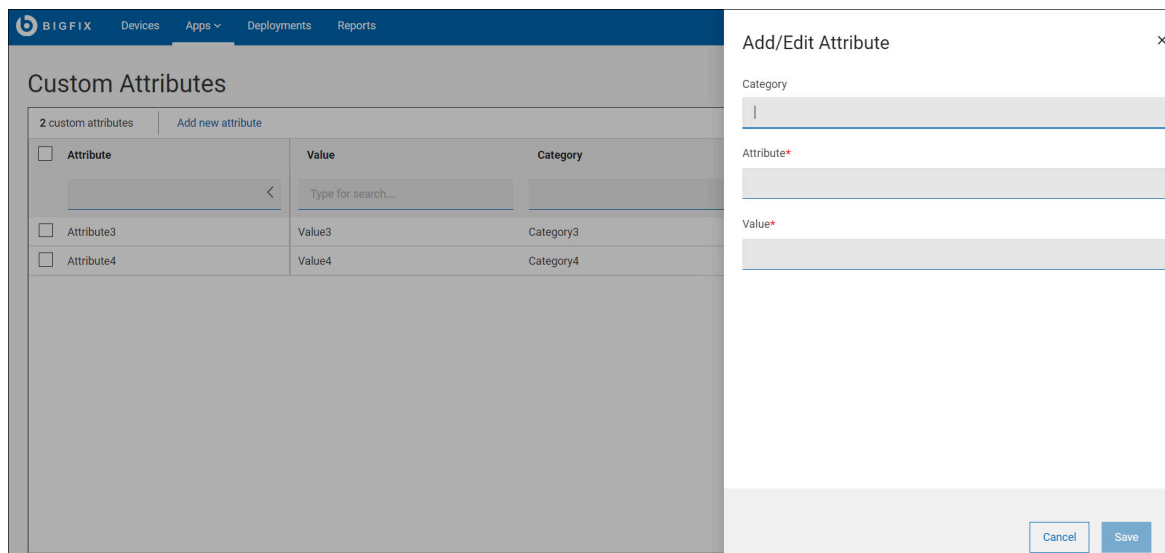 BIGFIX Devices Apps Deployments Reports
Custom Attributes
2 custom attributes Add new attribute
Attribute Value Category
Type for search...
Attribute3 Value3 Category3
Attribute4 Value4 Category4
Add/Edit Attribute ×
Category
Attribute*
Value*
Cancel Save